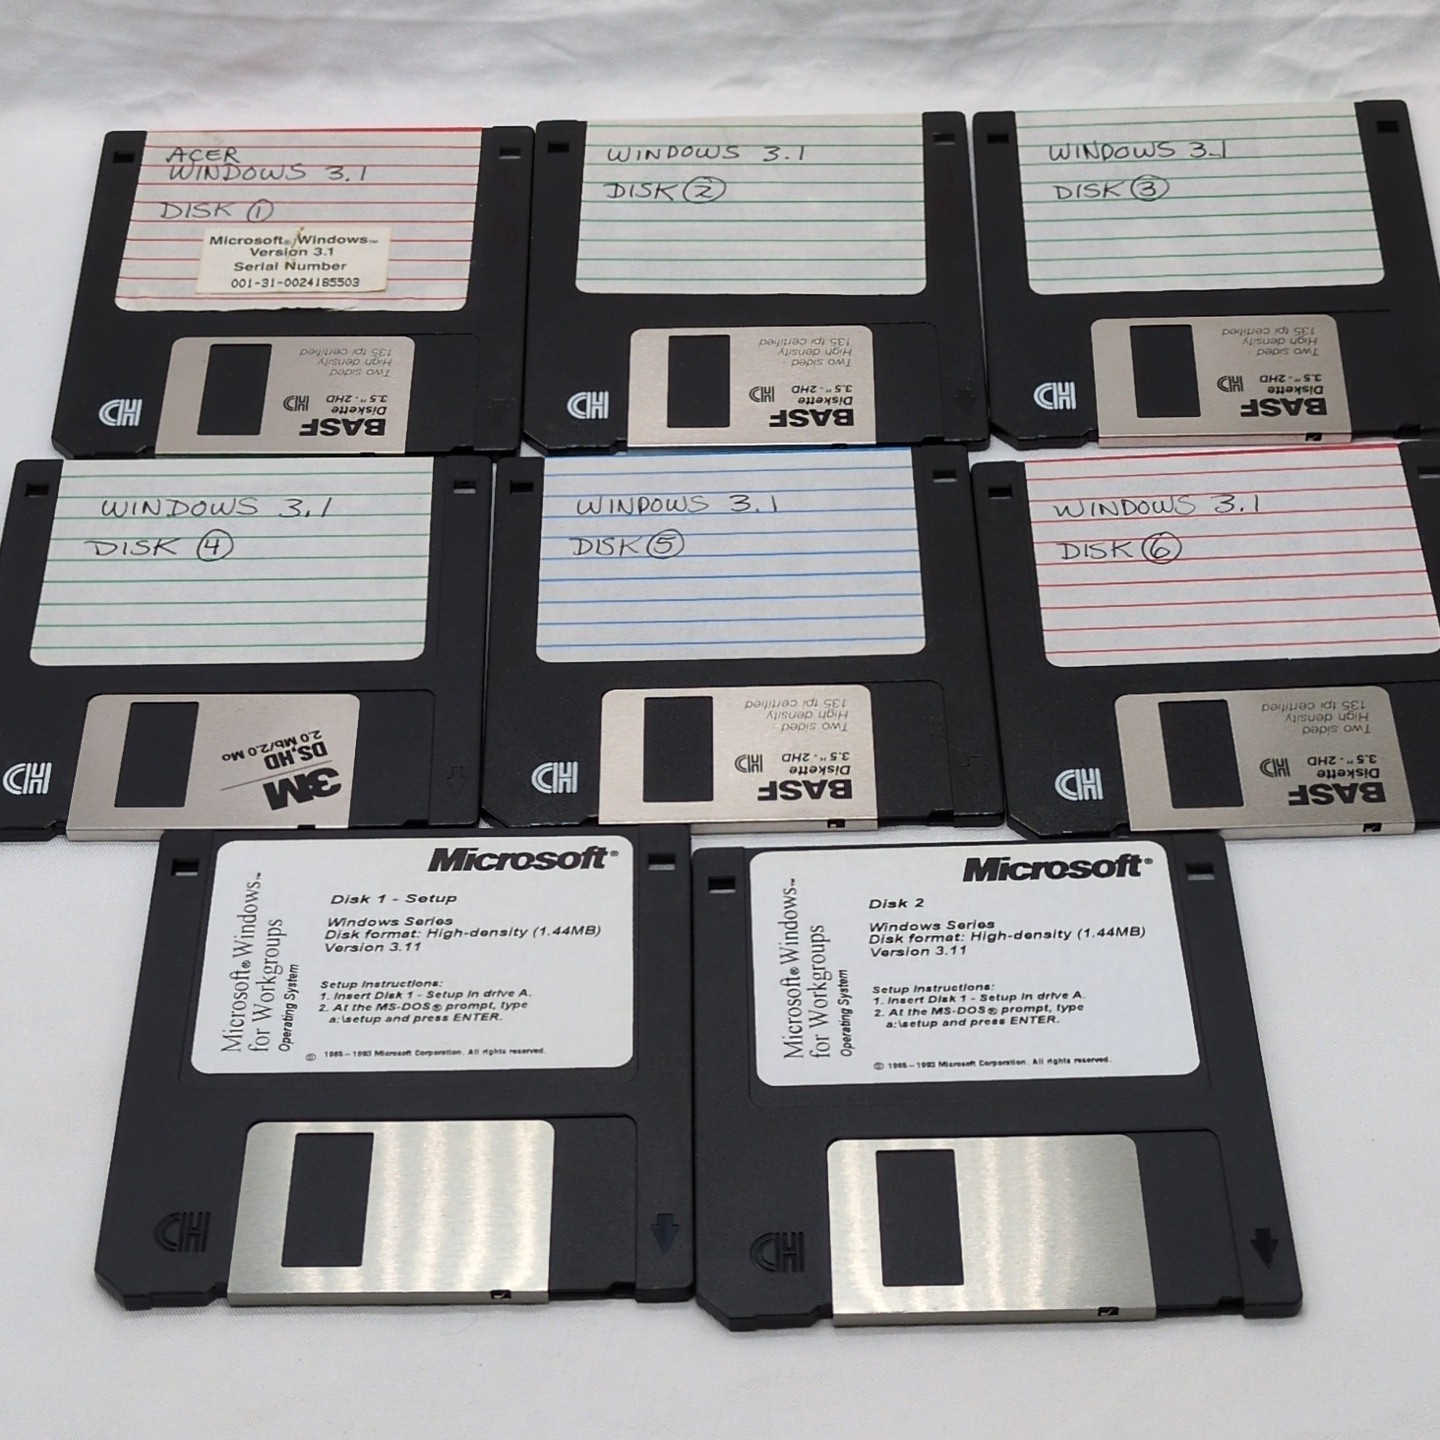 ACER
WINDOWS 3.1
DISK 1
Microsoft® Windows™
Version 3.1
Serial Number
001-31-0024185503
Two sided
High density
135 tpi certified
HD
Diskette
3.5" - 2HD
BASF
WINDOWS 3.1
DISK 2
Two sided
High density
135 tpi certified
HD
Diskette
3.5" - 2HD
BASF
WINDOWS 3.1
DISK 3
Two sided
High density
135 tpi certified
HD
Diskette
3.5" - 2HD
BASF
WINDOWS 3.1
DISK 4
HD
3M
DS,HD
2.0 Mb/2.0 Mo
WINDOWS 3.1
DISK 5
Two sided
High density
135 tpi certified
HD
Diskette
3.5" - 2HD
BASF
WINDOWS 3.1
DISK 6
Two sided
High density
135 tpi certified
HD
Diskette
3.5" - 2HD
BASF
Microsoft®
Microsoft® Windows™
for Workgroups
Operating System
Disk 1 - Setup
Windows Series
Disk format: High-density (1.44MB)
Version 3.11
Setup Instructions:
1. Insert Disk 1 - Setup in drive A.
2. At the MS-DOS® prompt, type
a:\setup and press ENTER.
© 1985-1993 Microsoft Corporation. All rights reserved.
HD
Microsoft®
Microsoft® Windows™
for Workgroups
Operating System
Disk 2
Windows Series
Disk format: High-density (1.44MB)
Version 3.11
Setup Instructions:
1. Insert Disk 1 - Setup in drive A.
2. At the MS-DOS® prompt, type
a:\setup and press ENTER.
© 1985-1993 Microsoft Corporation. All rights reserved.
HD